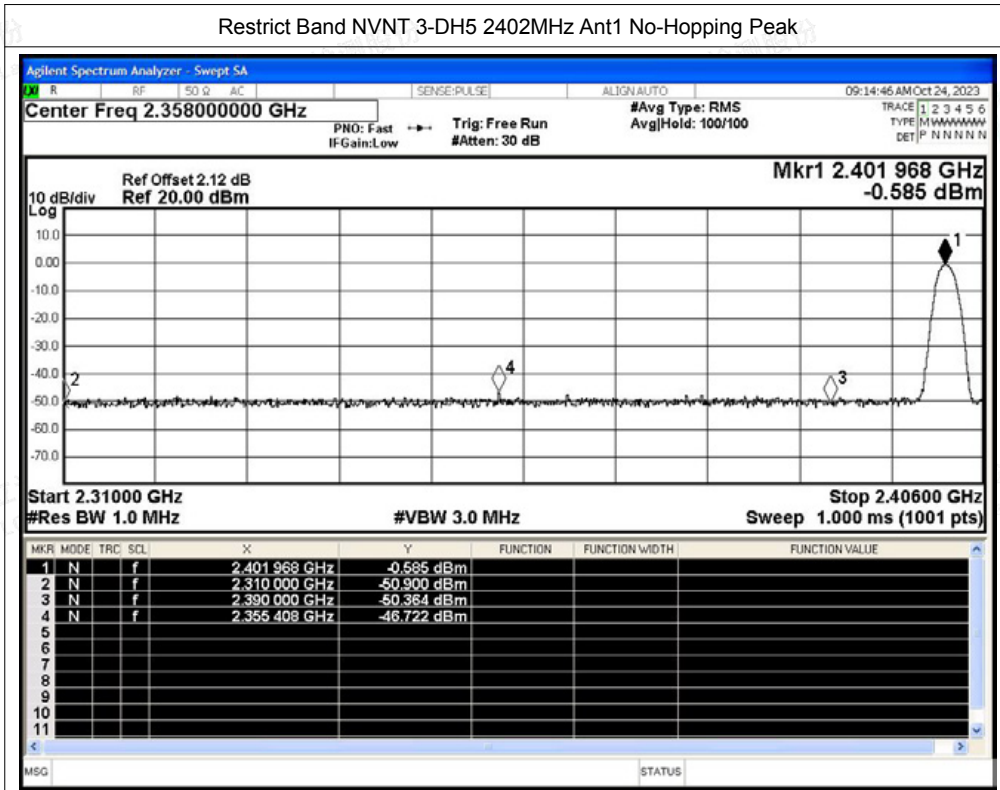 Restrict Band NVNT 3-DH5 2402MHz Ant1 No-Hopping Peak
Agilent Spectrum Analyzer - Swept SA
R RF 50 Ω AC SENSE:PULSE ALIGN AUTO 09:14:46 AM Oct 24, 2023
Center Freq 2.358000000 GHz
#Avg Type: RMS
TRACE 1 2 3 4 5 6
PNO: Fast
Trig: Free Run
Avg|Hold: 100/100
TYPE MWWWWW
IFGain:Low
#Atten: 30 dB
DET P N N N N N
Mkr1 2.401 968 GHz
Ref Offset 2.12 dB
-0.585 dBm
10 dB/div Ref 20.00 dBm
Log
10.0
1
0.00
-10.0
-20.0
-30.0
-40.0
2
4
3
-50.0
-60.0
-70.0
Start 2.31000 GHz
Stop 2.40600 GHz
#Res BW 1.0 MHz
#VBW 3.0 MHz
Sweep 1.000 ms (1001 pts)
MKR MODE TRC SCL X Y FUNCTION FUNCTION WIDTH FUNCTION VALUE
1 N f 2.401 968 GHz -0.585 dBm
2 N f 2.310 000 GHz -50.900 dBm
3 N f 2.390 000 GHz -50.364 dBm
4 N f 2.355 408 GHz -46.722 dBm
5
6
7
8
9
10
11
MSG STATUS